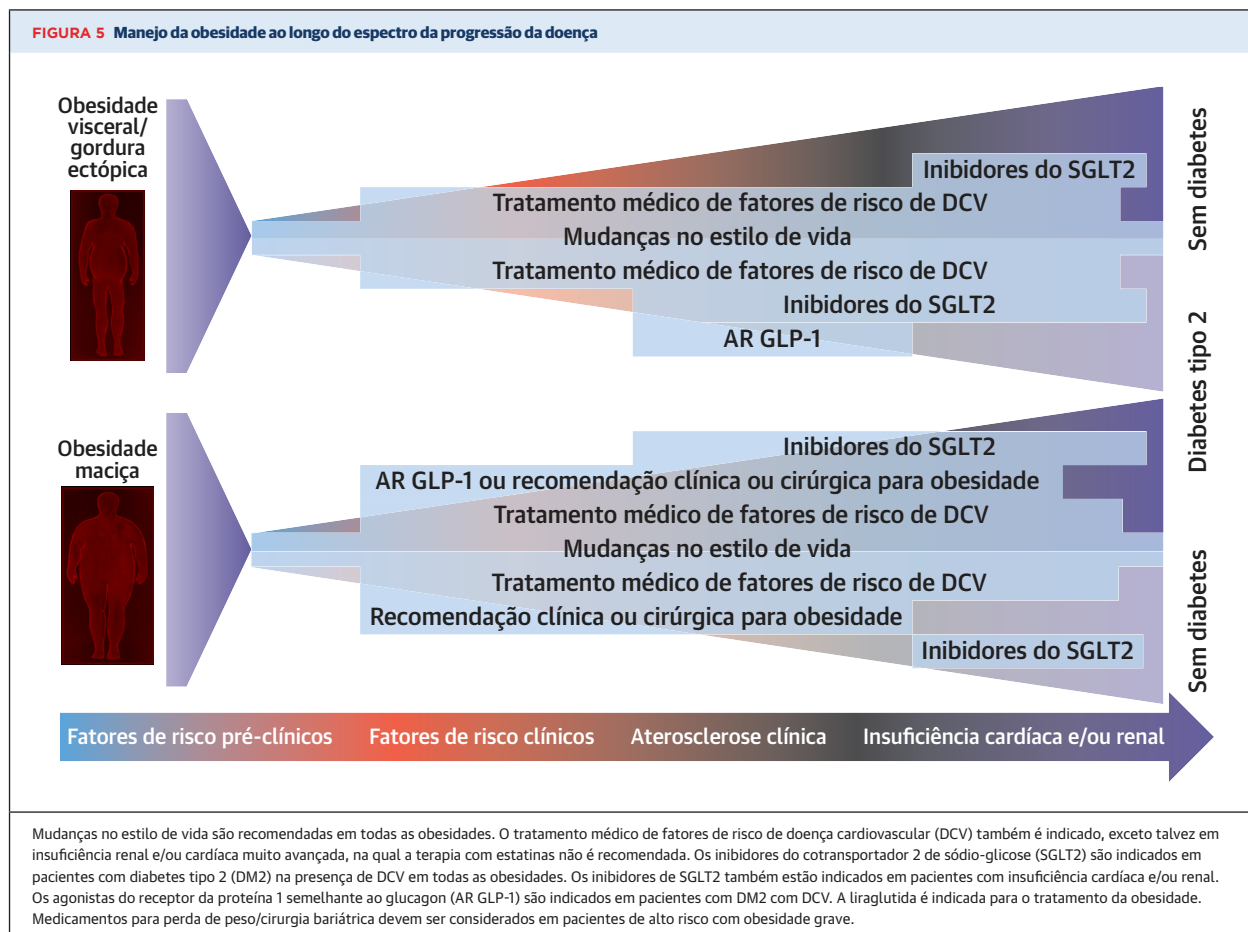 FIGURA 5 Manejo da obesidade ao longo do espectro da progressão da doença
Obesidade
visceral/
gordura
ectópica
Inibidores do SGLT2
Tratamento médico de fatores de risco de DCV
Mudanças no estilo de vida
Tratamento médico de fatores de risco de DCV
Inibidores do SGLT2
AR GLP-1
Sem diabetes
Diabetes tipo 2
Obesidade
maciça
Inibidores do SGLT2
AR GLP-1 ou recomendação clínica ou cirúrgica para obesidade
Tratamento médico de fatores de risco de DCV
Mudanças no estilo de vida
Tratamento médico de fatores de risco de DCV
Recomendação clínica ou cirúrgica para obesidade
Inibidores do SGLT2
Sem diabetes
Fatores de risco pré-clínicos Fatores de risco clínicos Aterosclerose clínica Insuficiência cardíaca e/ou renal
Mudanças no estilo de vida são recomendadas em todas as obesidades. O tratamento médico de fatores de risco de doença cardiovascular (DCV) também é indicado, exceto talvez em
insuficiência renal e/ou cardíaca muito avançada, na qual a terapia com estatinas não é recomendada. Os inibidores do cotransportador 2 de sódio-glicose (SGLT2) são indicados em
pacientes com diabetes tipo 2 (DM2) na presença de DCV em todas as obesidades. Os inibidores de SGLT2 também estão indicados em pacientes com insuficiência cardíaca e/ou renal.
Os agonistas do receptor da proteína 1 semelhante ao glucagon (AR GLP-1) são indicados em pacientes com DM2 com DCV. A liraglutida é indicada para o tratamento da obesidade.
Medicamentos para perda de peso/cirurgia bariátrica devem ser considerados em pacientes de alto risco com obesidade grave.